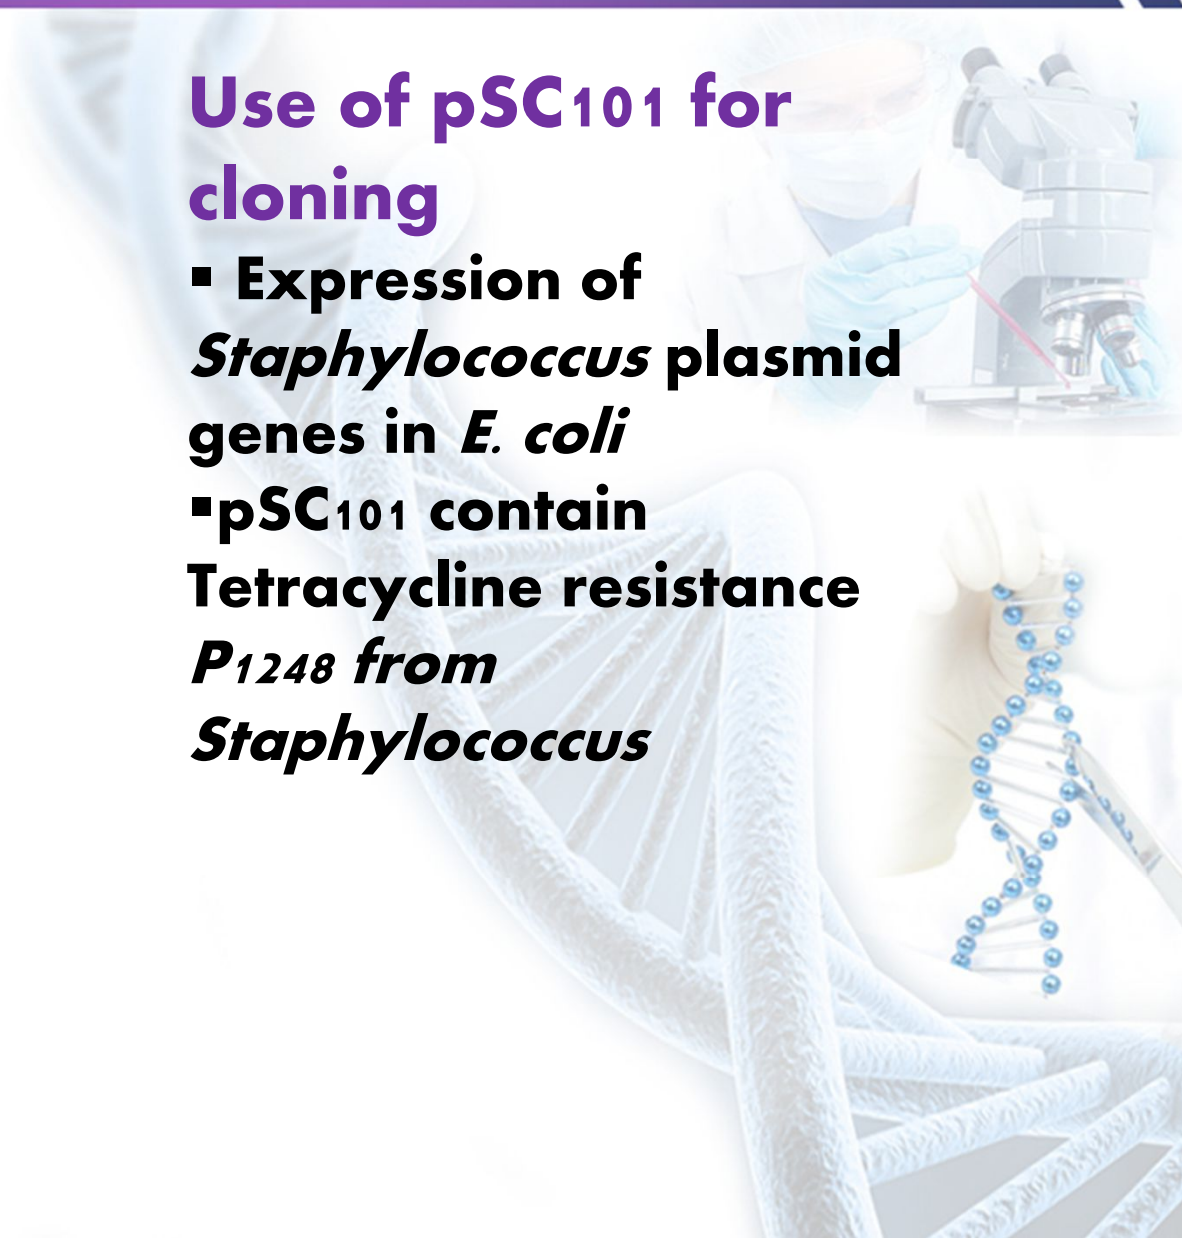 Use of pSC101 for
cloning
▪ Expression of
Staphylococcus plasmid
genes in E. coli
▪pSC101 contain
Tetracycline resistance
P1248 from
Staphylococcus